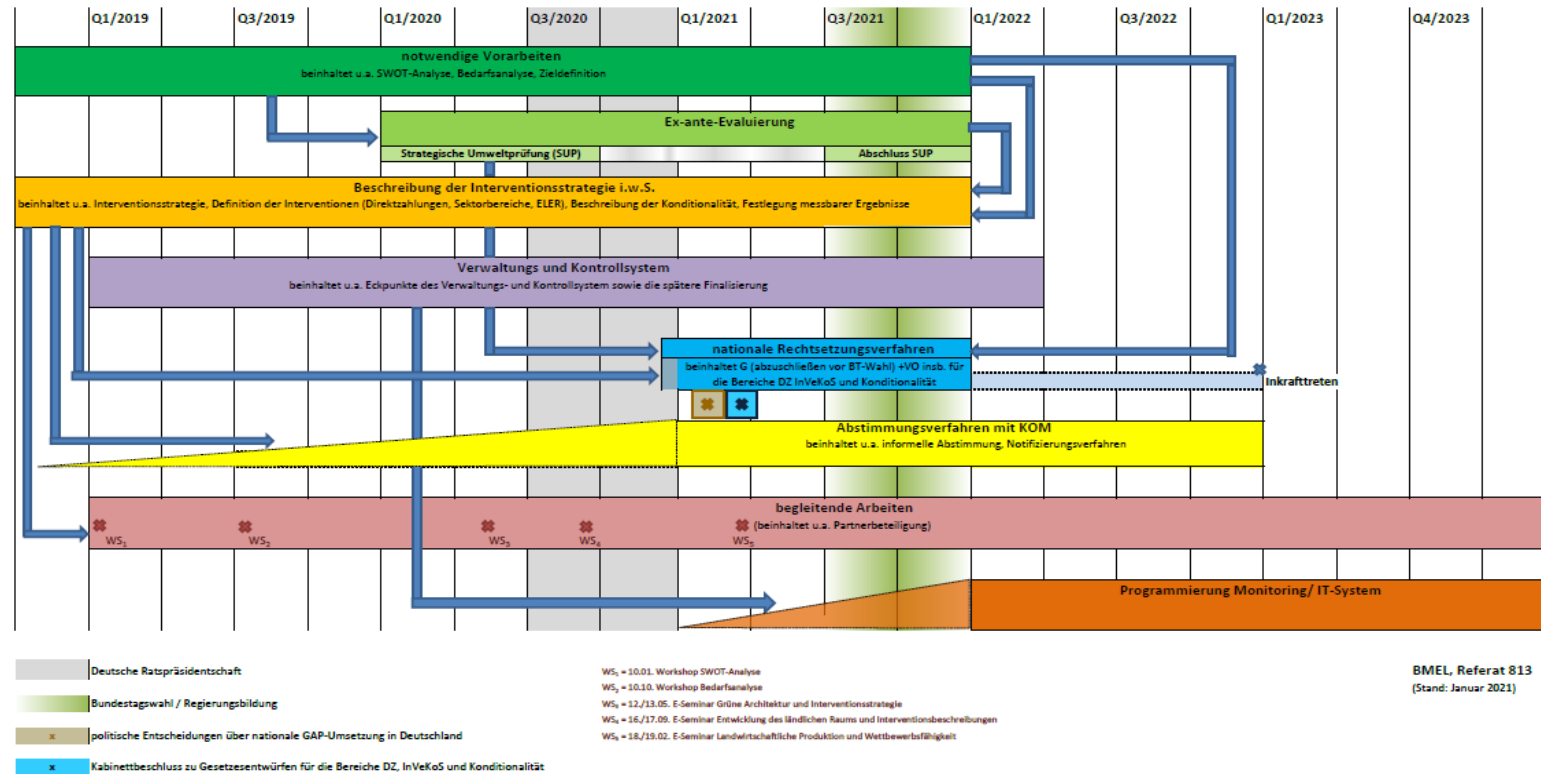 Q1/2019 Q3/2019 Q1/2020 Q3/2020 Q1/2021 Q3/2021 Q1/2022 Q3/2022 Q1/2023 Q4/2023
notwendige Vorarbeiten
beinhaltet u.a. SWOT-Analyse, Bedarfsanalyse, Zieldefinition
Ex-ante-Evaluierung
Strategische Umweltprüfung (SUP) Abschluss SUP
Beschreibung der Interventionsstrategie i.w.S.
beinhaltet u.a. Interventionsstrategie, Definition der Interventionen (Direktzahlungen, Sektorbereiche, ELER), Beschreibung der Konditionalität, Festlegung messbarer Ergebnisse
Verwaltungs und Kontrollsystem
beinhaltet u.a. Eckpunkte des Verwaltungs- und Kontrollsystem sowie die spätere Finalisierung
nationale Rechtsetzungsverfahren
beinhaltet G (abzuschließen vor BT-Wahl) +VO insb. für
die Bereiche DZ InVeKoS und Konditionalität
Inkrafttreten
Abstimmungsverfahren mit KOM
beinhaltet u.a. informelle Abstimmung, Notifizierungsverfahren
begleitende Arbeiten
(beinhaltet u.a. Partnerbeteiligung)
WS₁ WS₂ WS₃ WS₄ WS₅
Programmierung Monitoring/ IT-System
Deutsche Ratspräsidentschaft
Bundestagswahl / Regierungsbildung
x politische Entscheidungen über nationale GAP-Umsetzung in Deutschland
x Kabinettbeschluss zu Gesetzesentwürfen für die Bereiche DZ, InVeKoS und Konditionalität
WS₁ = 10.01. Workshop SWOT-Analyse
WS₂ = 10.10. Workshop Bedarfsanalyse
WS₃ = 12./13.05. E-Seminar Grüne Architektur und Interventionsstrategie
WS₄ = 16./17.09. E-Seminar Entwicklung des ländlichen Raums und Interventionsbeschreibungen
WS₅ = 18./19.02. E-Seminar Landwirtschaftliche Produktion und Wettbewerbsfähigkeit
BMEL, Referat 813
(Stand: Januar 2021)